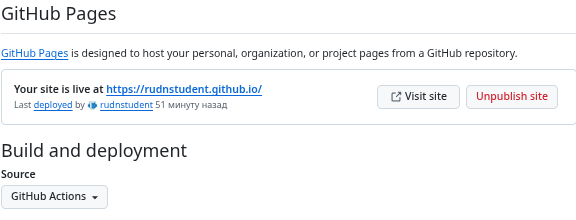 GitHub Pages
GitHub Pages is designed to host your personal, organization, or project pages from a GitHub repository.
Your site is live at https://rudnstudent.github.io/
Last deployed by rudnstudent 51 минуту назад
Visit site
Unpublish site
Build and deployment
Source
GitHub Actions